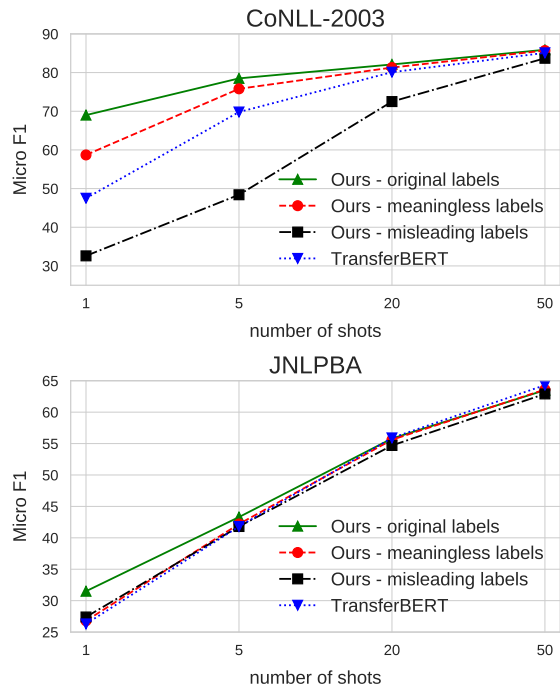 CoNLL-2003
90
80
70
60
50
40
30
Micro F1
Ours - original labels
Ours - meaningless labels
Ours - misleading labels
TransferBERT
1 5 20 50
number of shots
JNLPBA
65
60
55
50
45
40
35
30
25
Micro F1
Ours - original labels
Ours - meaningless labels
Ours - misleading labels
TransferBERT
1 5 20 50
number of shots